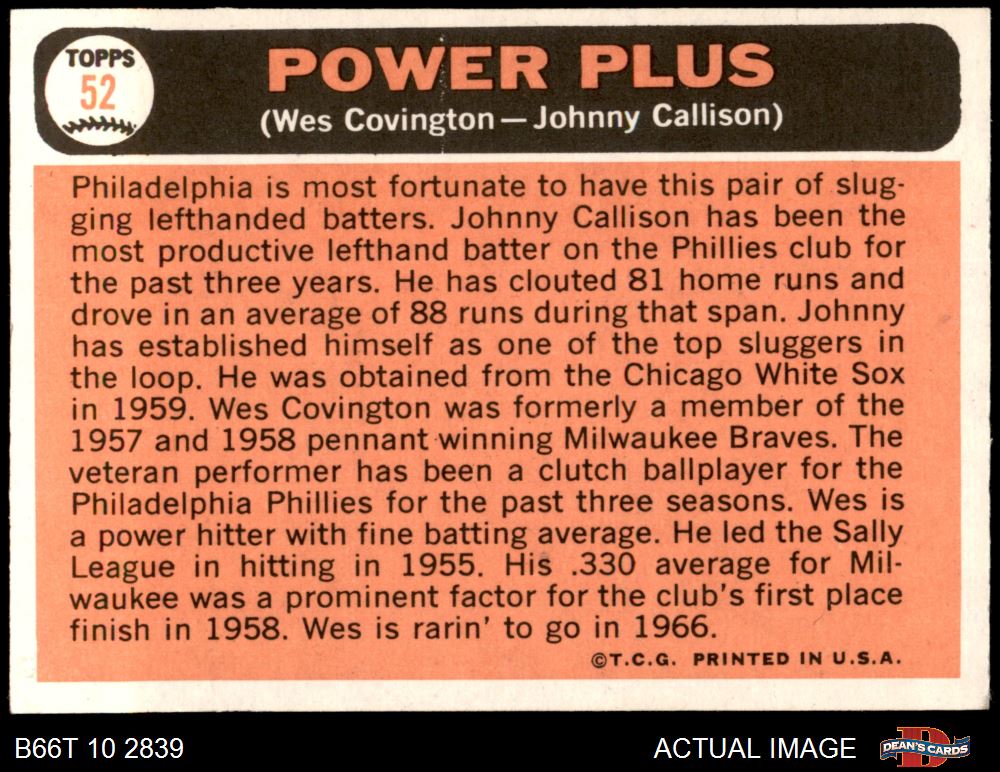 TOPPS
52
POWER PLUS
(Wes Covington—Johnny Callison)
Philadelphia is most fortunate to have this pair of slug-
ging lefthanded batters. Johnny Callison has been the
most productive lefthand batter on the Phillies club for
the past three years. He has clouted 81 home runs and
drove in an average of 88 runs during that span. Johnny
has established himself as one of the top sluggers in
the loop. He was obtained from the Chicago White Sox
in 1959. Wes Covington was formerly a member of the
1957 and 1958 pennant winning Milwaukee Braves. The
veteran performer has been a clutch ballplayer for the
Philadelphia Phillies for the past three seasons. Wes is
a power hitter with fine batting average. He led the Sally
League in hitting in 1955. His .330 average for Mil-
waukee was a prominent factor for the club's first place
finish in 1958. Wes is rarin' to go in 1966.
©T.C.G. PRINTED IN U.S.A.
B66T 10 2839 ACTUAL IMAGE DEAN'S CARDS